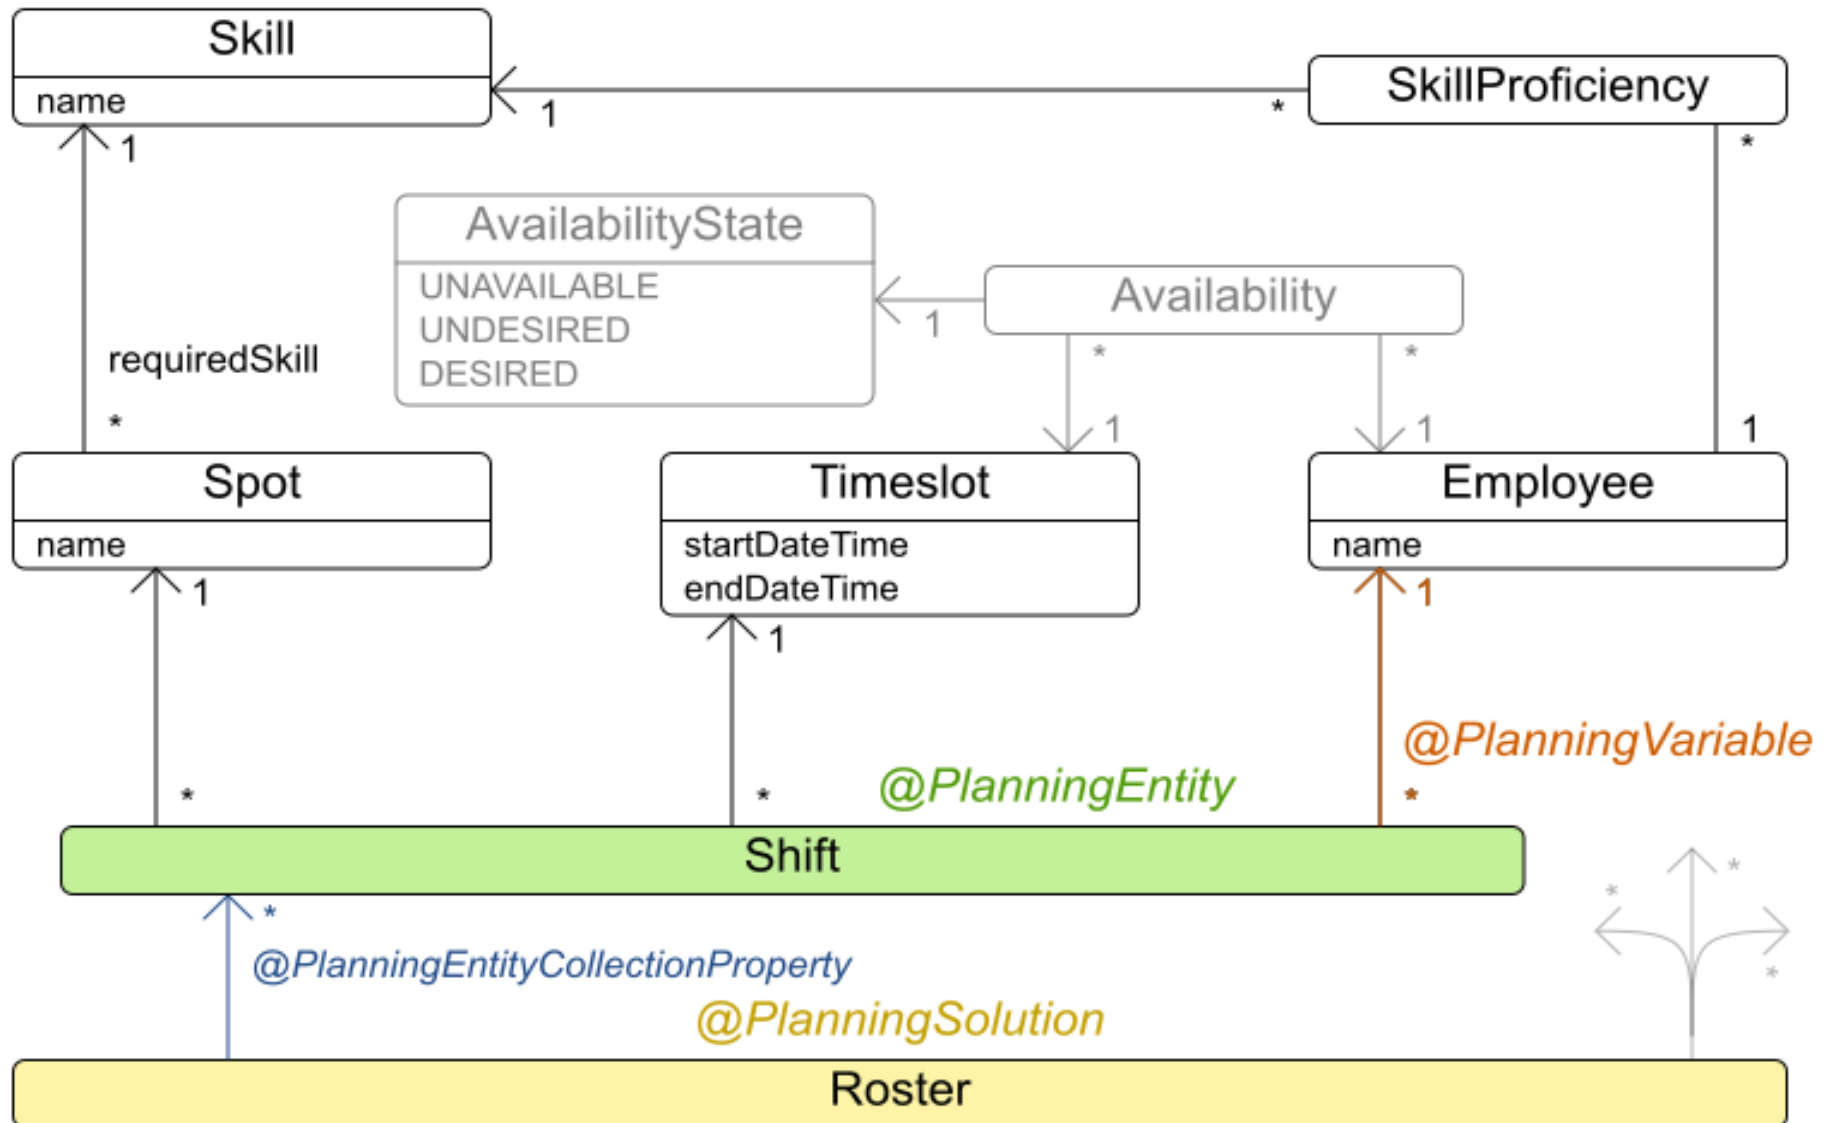 Skill
name
1
1
*
SkillProficiency
*
AvailabilityState
UNAVAILABLE
UNDESIRED
DESIRED
Availability
1
*
*
1
1
1
requiredSkill
*
Spot
name
Timeslot
startDateTime
endDateTime
Employee
name
1
1
1
*
*
*
@PlanningEntity
@PlanningVariable
Shift
*
@PlanningEntityCollectionProperty
@PlanningSolution
*
*
*
Roster